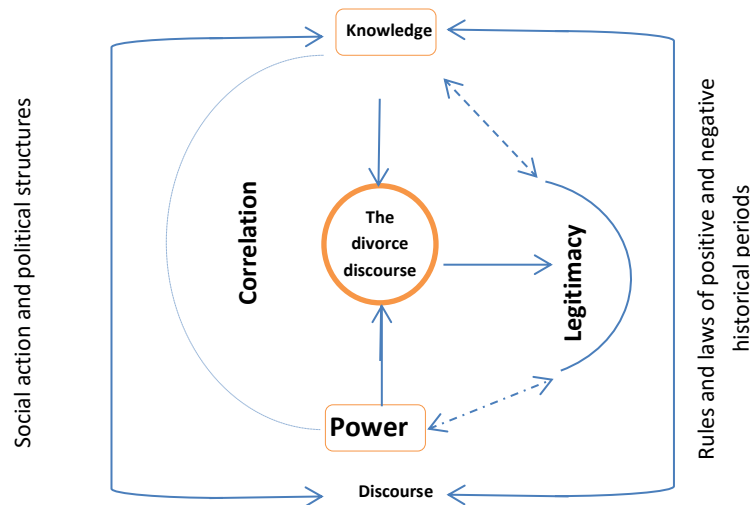 Knowledge
Social action and political structures
Correlation
The
divorce
discourse
Legitimacy
Rules and laws of positive and negative
historical periods
Power
Discourse